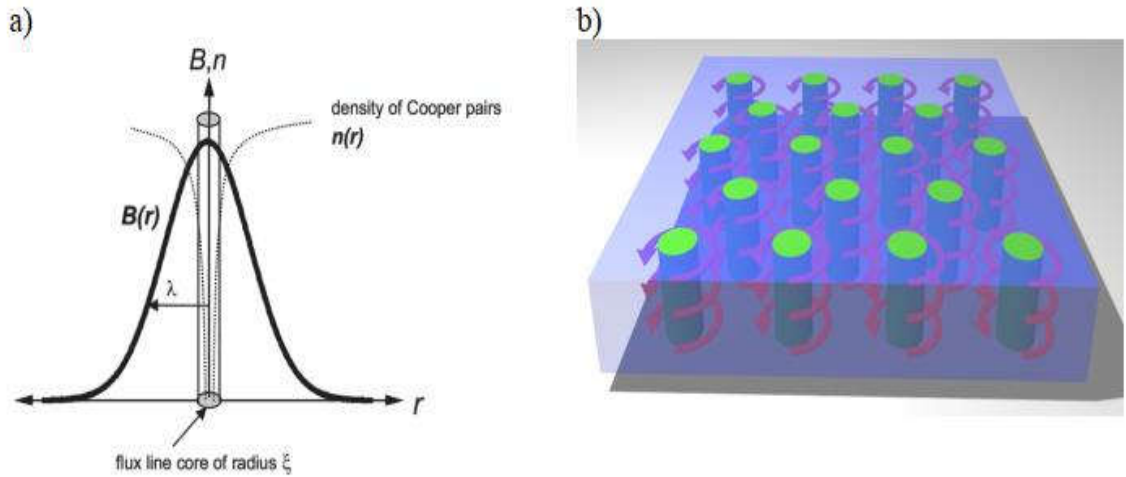 a)
B,n
density of Cooper pairs
n(r)
B(r)
λ
r
flux line core of radius ξ
b)